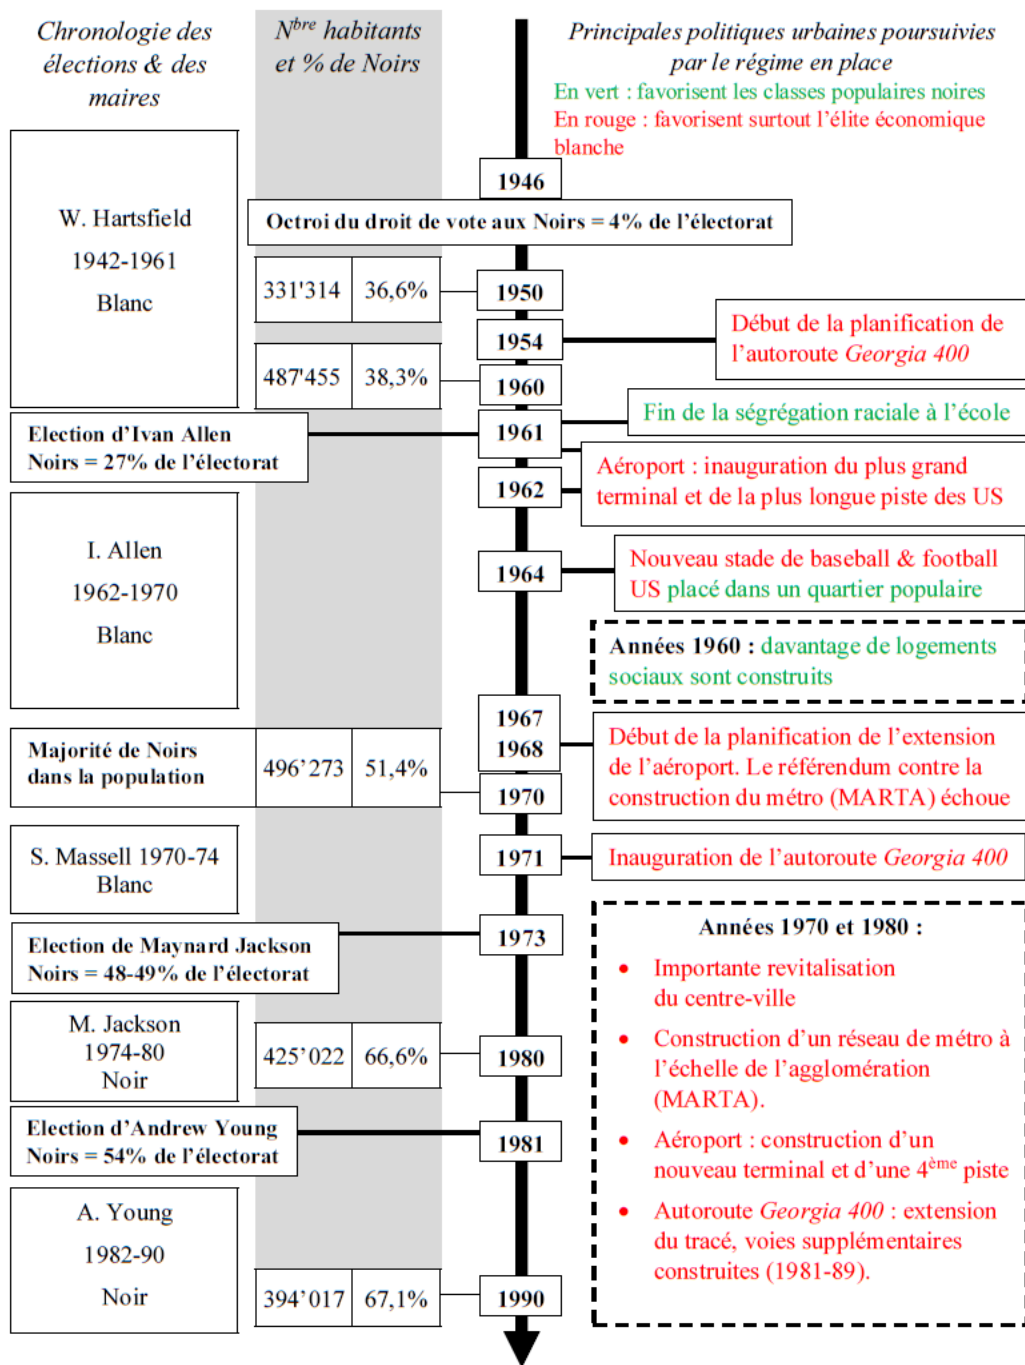 Chronologie des
élections & des
maires
Nbre habitants
et % de Noirs
Principales politiques urbaines poursuivies
par le régime en place
En vert : favorisent les classes populaires noires
En rouge : favorisent surtout l'élite économique
blanche
1946
Octroi du droit de vote aux Noirs = 4% de l'électorat
W. Hartsfield
1942-1961
Blanc
331'314 36,6%
1950
1954
Début de la planification de
l'autoroute Georgia 400
487'455 38,3%
1960
Fin de la ségrégation raciale à l'école
Election d'Ivan Allen
Noirs = 27% de l'électorat
1961
Aéroport : inauguration du plus grand
terminal et de la plus longue piste des US
1962
I. Allen
1962-1970
Blanc
1964
Nouveau stade de baseball & football
US placé dans un quartier populaire
Années 1960 : davantage de logements
sociaux sont construits
1967
1968
Début de la planification de l'extension
de l'aéroport. Le référendum contre la
construction du métro (MARTA) échoue
Majorité de Noirs
dans la population
496’273 51,4%
1970
S. Massell 1970-74
Blanc
1971
Inauguration de l'autoroute Georgia 400
Election de Maynard Jackson
Noirs = 48-49% de l'électorat
1973
Années 1970 et 1980 :
• Importante revitalisation
du centre-ville
• Construction d'un réseau de métro à
l'échelle de l'agglomération
(MARTA).
• Aéroport : construction d'un
nouveau terminal et d'une 4ème piste
• Autoroute Georgia 400 : extension
du tracé, voies supplémentaires
construites (1981-89).
M. Jackson
1974-80
Noir
425’022 66,6%
1980
Election d'Andrew Young
Noirs = 54% de l'électorat
1981
A. Young
1982-90
Noir
394’017 67,1%
1990